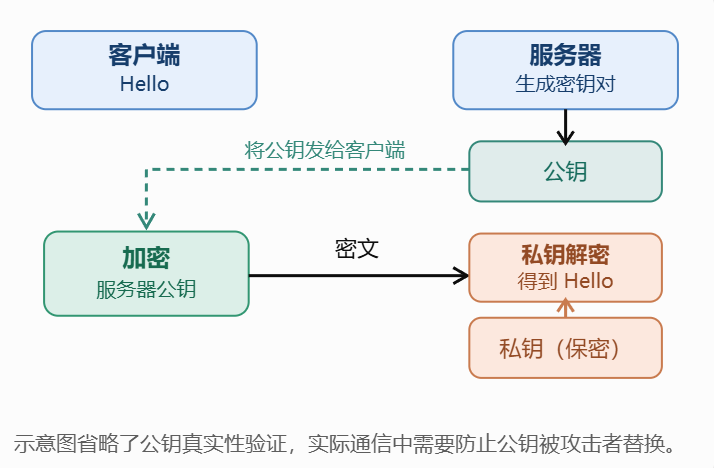 客户端
Hello
服务器
生成密钥对
将公钥发给客户端
公钥
加密
服务器公钥
密文
私钥解密
得到 Hello
私钥（保密）
示意图省略了公钥真实性验证，实际通信中需要防止公钥被攻击者替换。